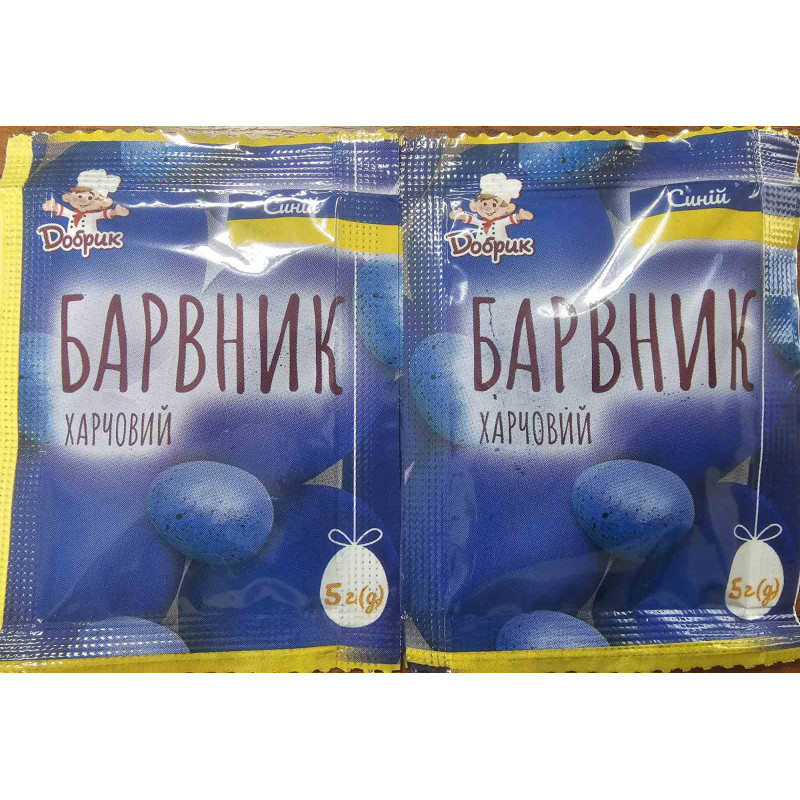 Синій
Добрик
БАРВНИК
ХАРЧОВИЙ
5 г(g)
Синій
Добрик
БАРВНИК
ХАРЧОВИЙ
5 г(g)